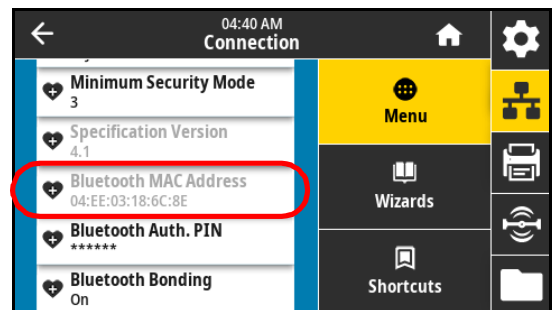 04:40 AM
Connection
Minimum Security Mode
3
Specification Version
4.1
Bluetooth MAC Address
04:EE:03:18:6C:8E
Bluetooth Auth. PIN
******
Bluetooth Bonding
On
Menu
Wizards
Shortcuts